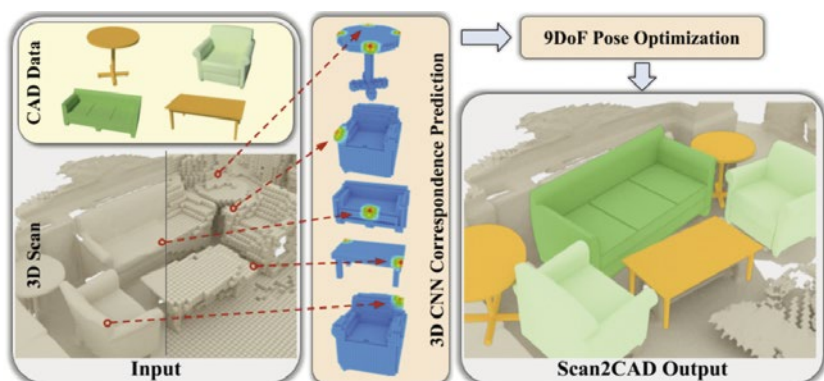 CAD Data
3D Scan
Input
3D CNN Correspondence Prediction
9DoF Pose Optimization
Scan2CAD Output